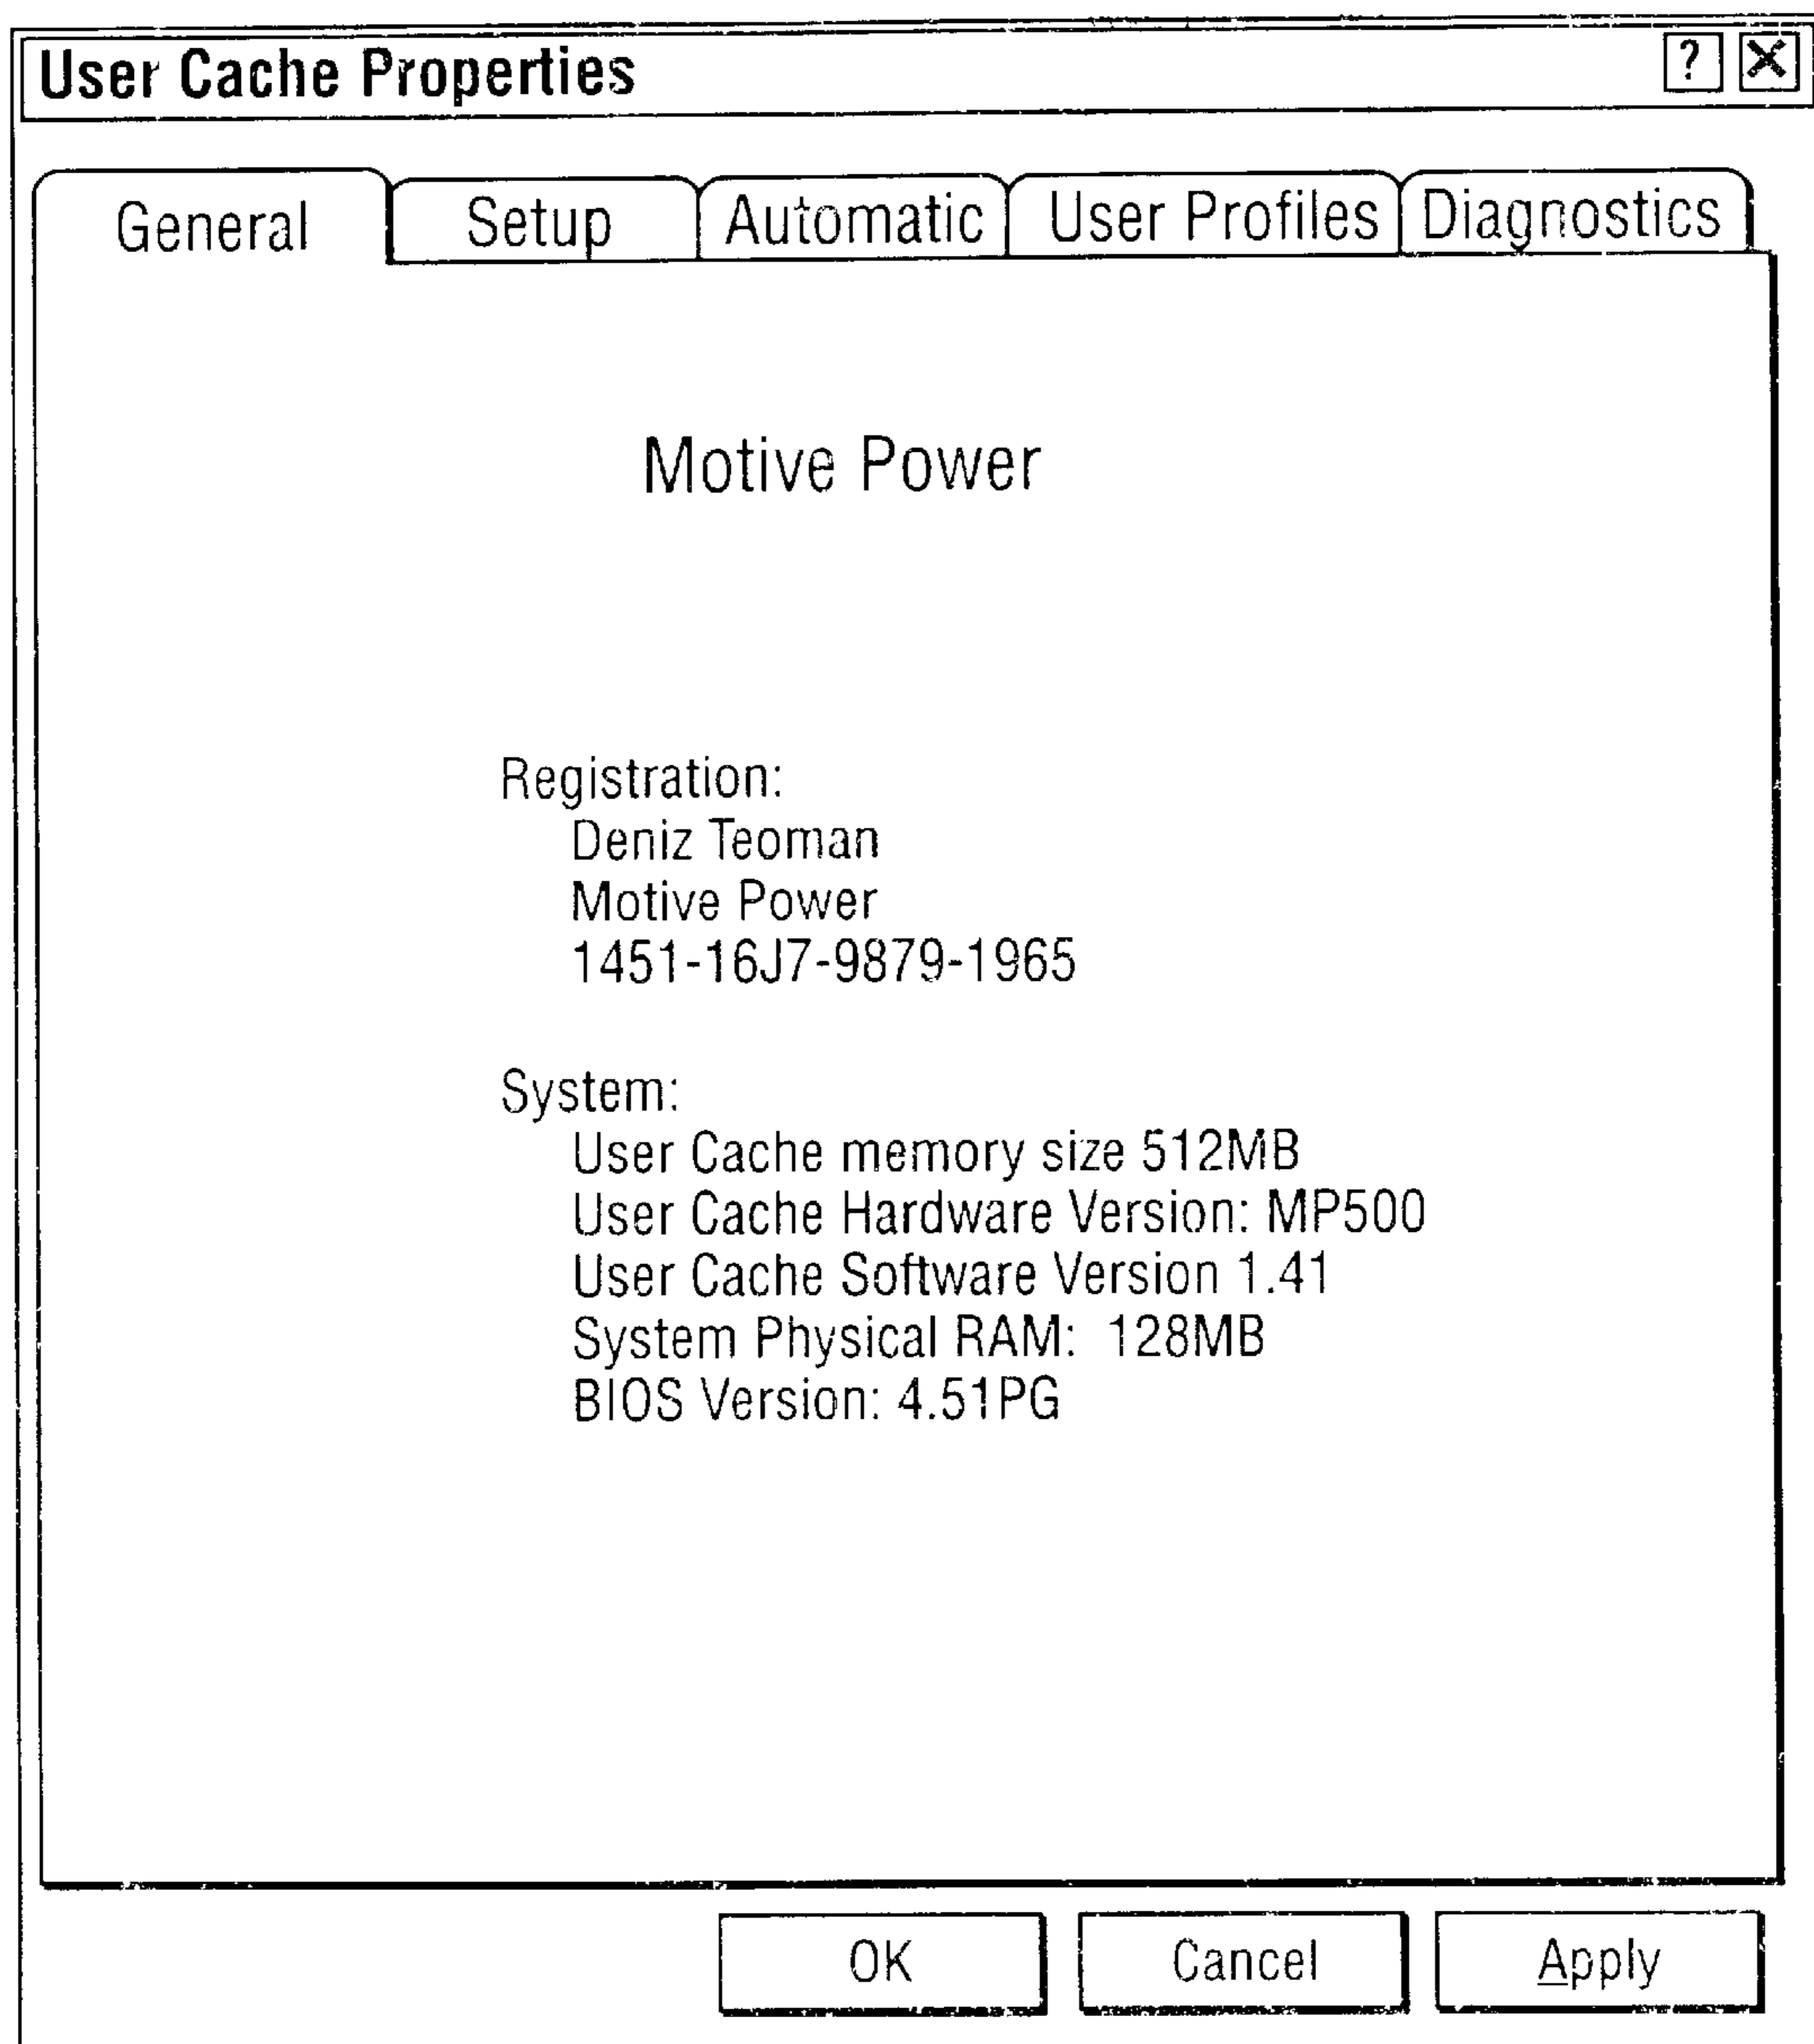 User Cache Properties ? X
General Setup Automatic User Profiles Diagnostics
Motive Power
Registration:
Deniz Teoman
Motive Power
1451-16J7-9879-1965
System:
User Cache memory size 512MB
User Cache Hardware Version: MP500
User Cache Software Version 1.41
System Physical RAM: 128MB
BIOS Version: 4.51PG
OK Cancel Apply